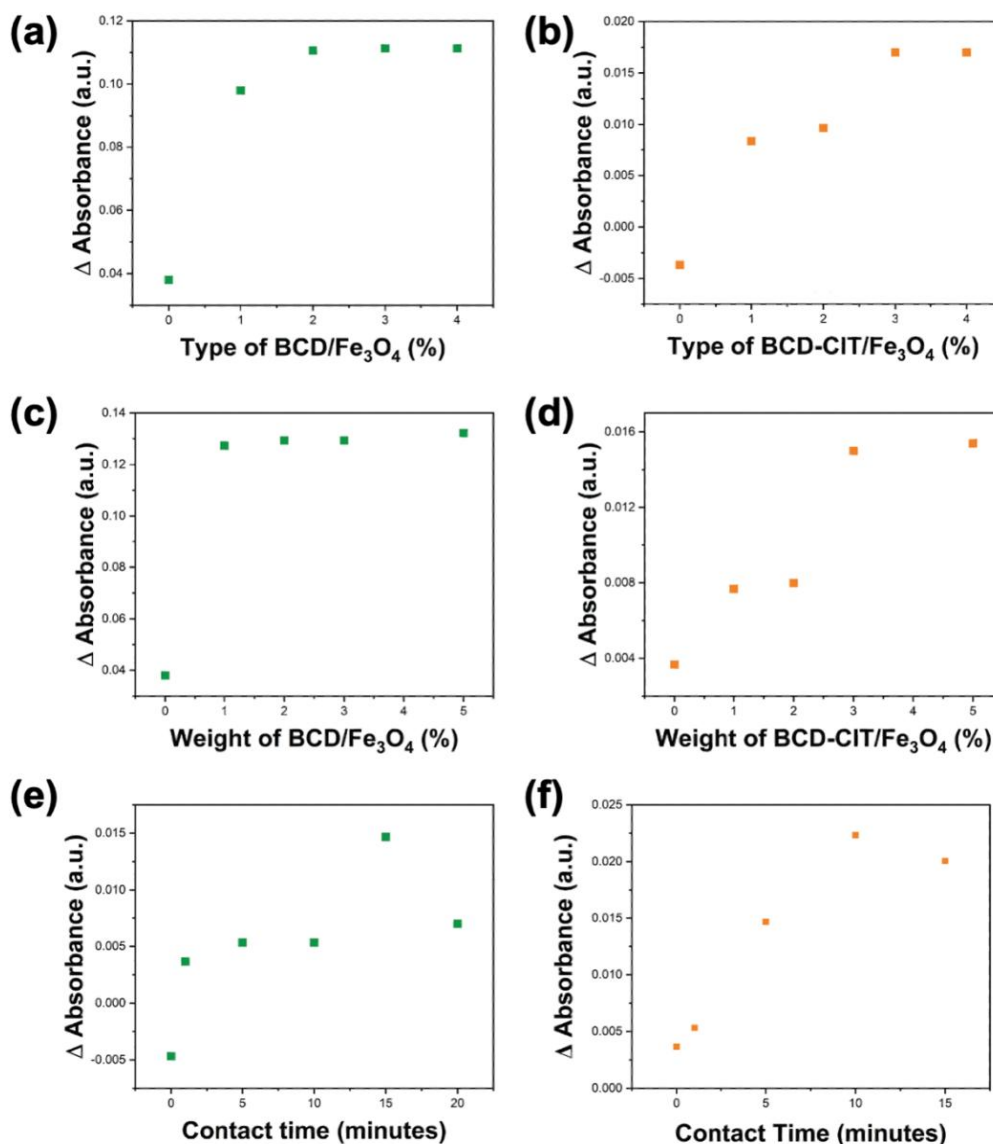 (a)
Δ Absorbance (a.u.)
0.12
0.10
0.08
0.06
0.04
0 1 2 3 4
Type of BCD/Fe₃O₄ (%)
(b)
Δ Absorbance (a.u.)
0.020
0.015
0.010
0.005
0.000
-0.005
0 1 2 3 4
Type of BCD-CIT/Fe₃O₄ (%)
(c)
Δ Absorbance (a.u.)
0.14
0.12
0.10
0.08
0.06
0.04
0 1 2 3 4 5
Weight of BCD/Fe₃O₄ (%)
(d)
Δ Absorbance (a.u.)
0.016
0.012
0.008
0.004
0 1 2 3 4 5
Weight of BCD-CIT/Fe₃O₄ (%)
(e)
Δ Absorbance (a.u.)
0.015
0.010
0.005
0.000
-0.005
0 5 10 15 20
Contact time (minutes)
(f)
Δ Absorbance (a.u.)
0.025
0.020
0.015
0.010
0.005
0.000
0 5 10 15
Contact Time (minutes)